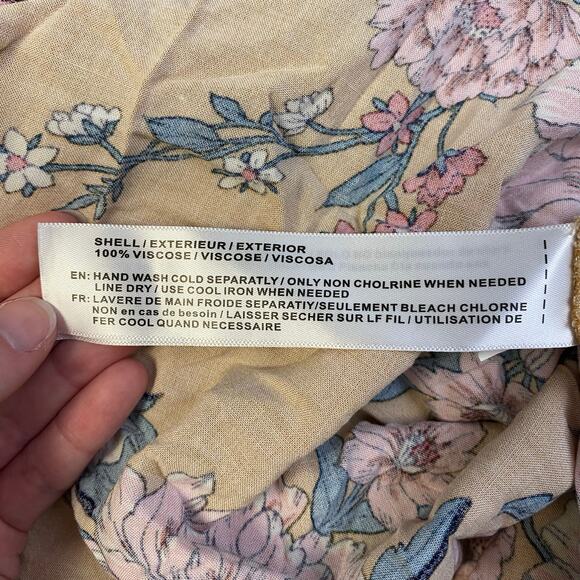 SHELL / EXTERIEUR / EXTERIOR
100% VISCOSE / VISCOSE / VISCOSA
EN: HAND WASH COLD SEPARATLY / ONLY NON CHOLRINE WHEN NEEDED
LINE DRY / USE COOL IRON WHEN NEEDED
FR: LAVERE DE MAIN FROIDE SEPARATIY/SEULEMENT BLEACH CHLORNE
NON en cas de besoin / LAISSER SECHER SUR LF FIL / UTILISATION DE
FER COOL QUAND NECESSAIRE